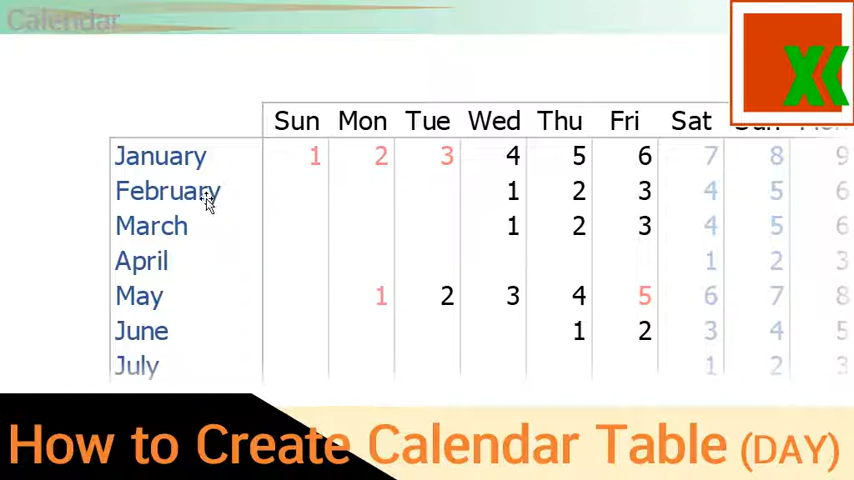 Calendar
Sun Mon Tue Wed Thu Fri Sat Sun Mon
January 1 2 3 4 5 6 7 8 9
February 1 2 3 4 5 6
March 1 2 3 4 5 6
April 1 2 3
May 1 2 3 4 5 6 7 8
June 1 2 3 4 5
July 1 2 3
How to Create Calendar Table (DAY)